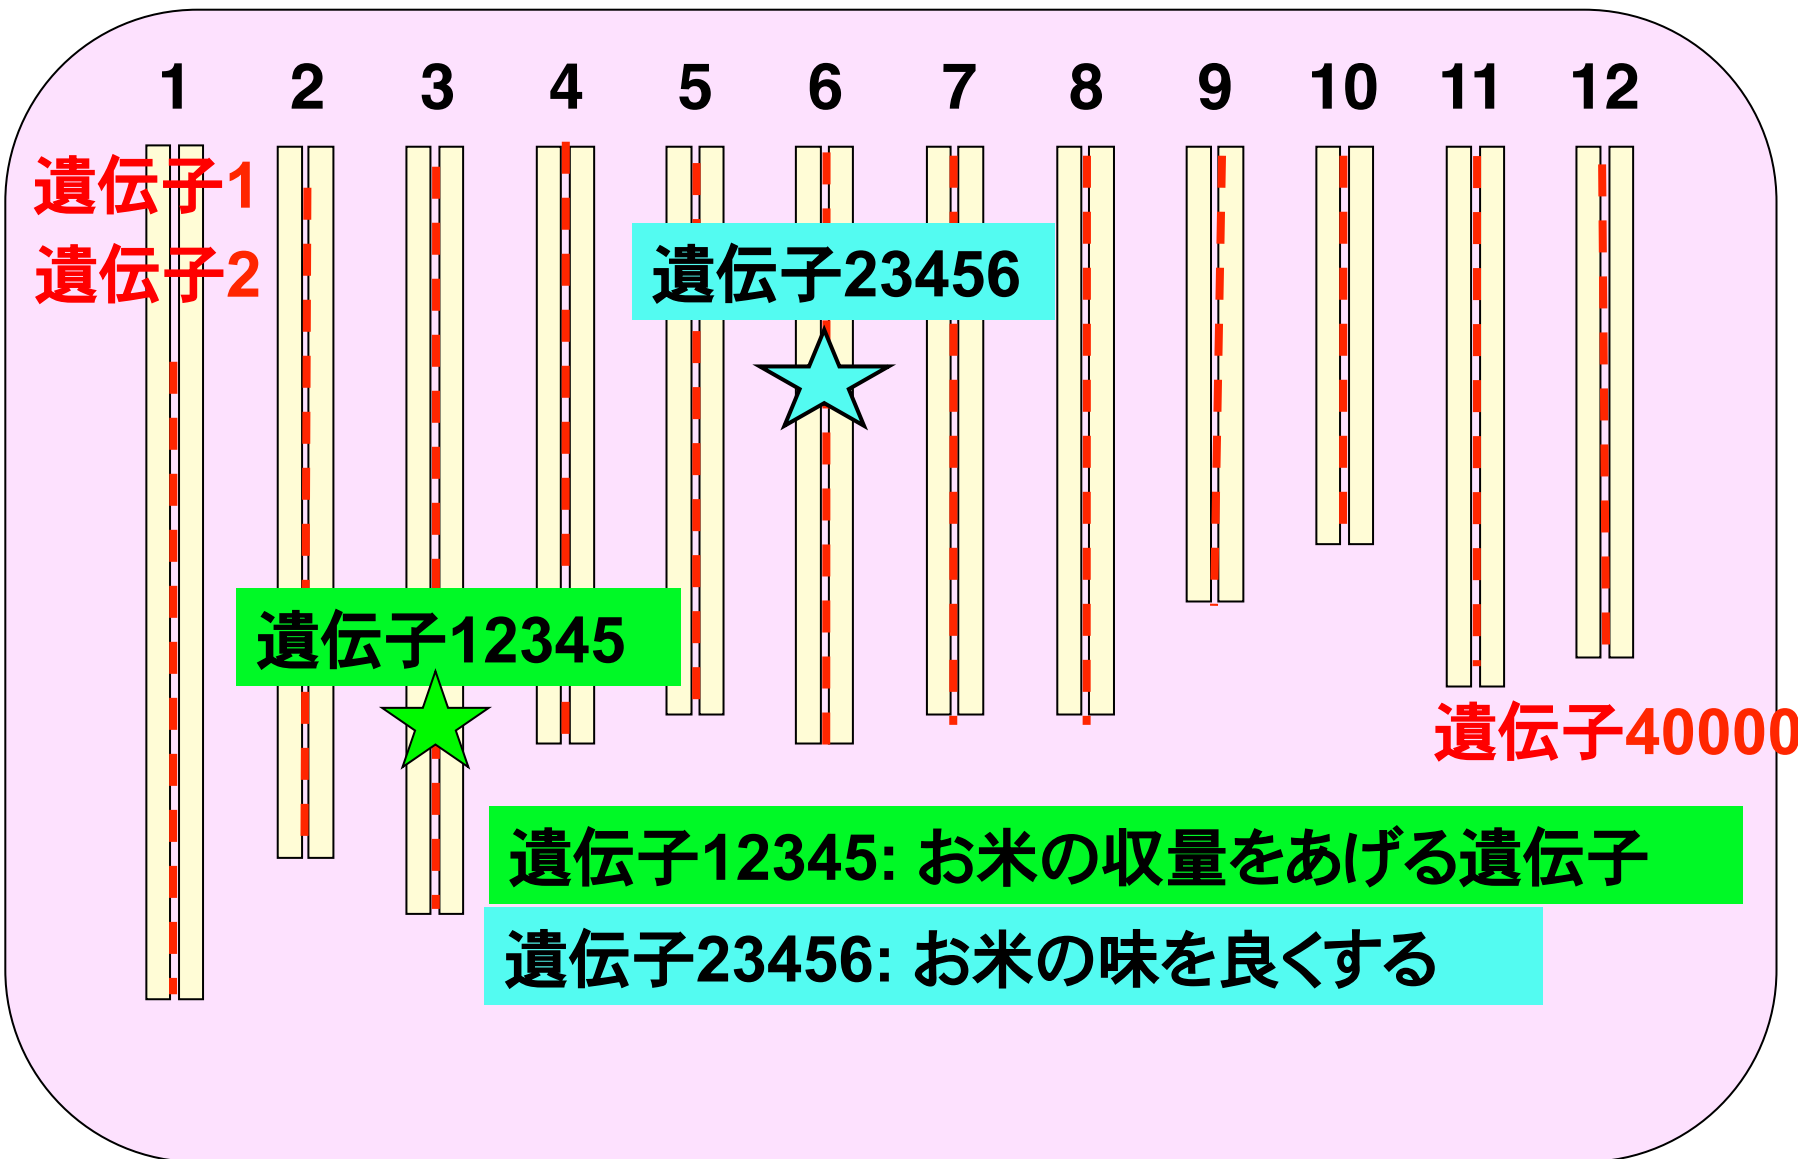 1 2 3 4 5 6 7 8 9 10 11 12
遺伝子1
遺伝子2
遺伝子23456
遺伝子12345
遺伝子40000
遺伝子12345: お米の収量をあげる遺伝子
遺伝子23456: お米の味を良くする